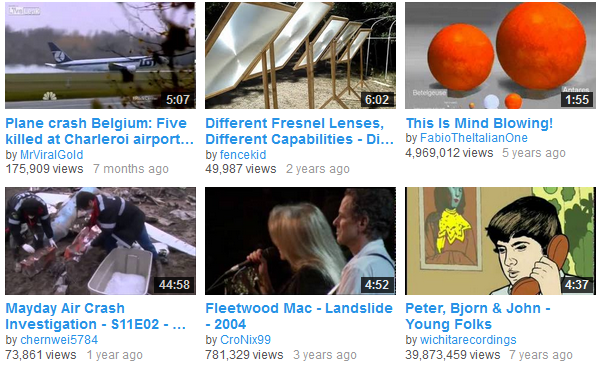 5:07
6:02
Betelgeuse
Antares
1:55
Plane crash Belgium: Five
killed at Charleroi airport...
by MrViralGold
175,909 views 7 months ago
Different Fresnel Lenses,
Different Capabilities - Di...
by fencekid
49,987 views 2 years ago
This Is Mind Blowing!
by FabioTheItalianOne
4,969,012 views 5 years ago
44:58
4:52
4:37
Mayday Air Crash
Investigation - S11E02 - ...
by chernwei5784
73,861 views 1 year ago
Fleetwood Mac - Landslide
- 2004
by CroNix99
781,329 views 3 years ago
Peter, Bjorn & John -
Young Folks
by wichitarecordings
39,873,459 views 7 years ago